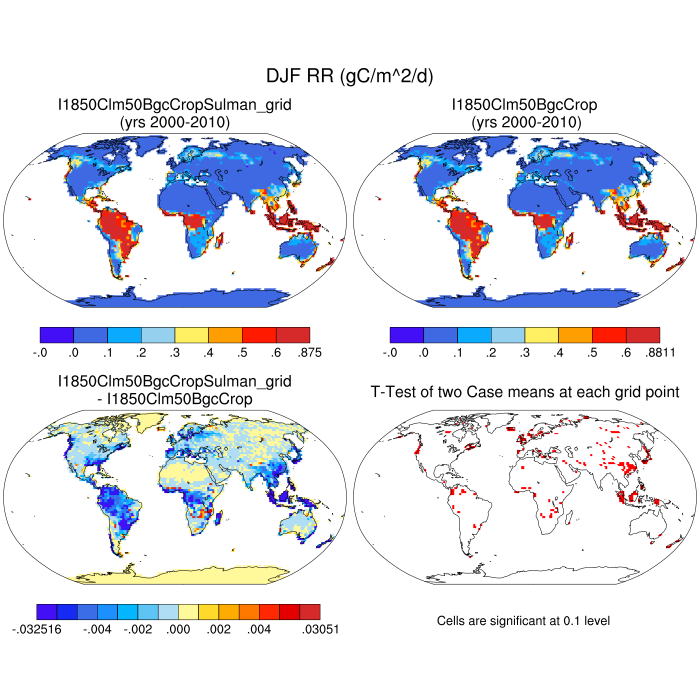 DJF RR (gC/m^2/d)
I1850Clm50BgcCropSulman_grid
(yrs 2000-2010)
I1850Clm50BgcCrop
(yrs 2000-2010)
-.0 .0 .1 .2 .3 .4 .5 .6 .875
-.0 .0 .1 .2 .3 .4 .5 .6 .8811
I1850Clm50BgcCropSulman_grid
- I1850Clm50BgcCrop
T-Test of two Case means at each grid point
-.032516 -.004 -.002 .000 .002 .004 .03051
Cells are significant at 0.1 level